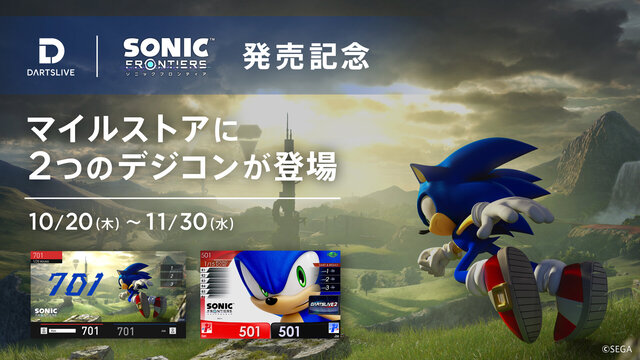 DARTSLIVE
SONIC
FRONTIERS
ソニックフロンティア
発売記念
マイルストアに
2つのデジコンが登場
10/20(木)～11/30(水)
701
701
SONIC
701
701
501
SONIC
FRONTIERS
DARTSLIVE2
501
501
©SEGA